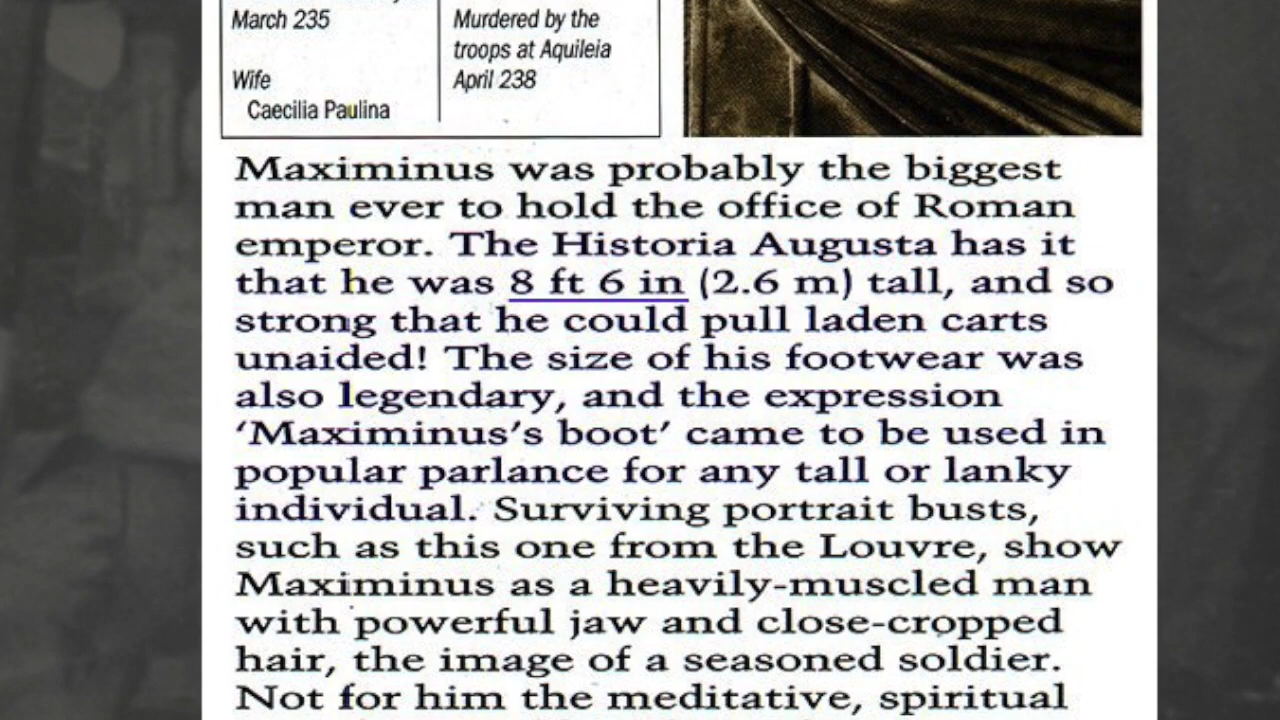 March 235
Wife
Caecilia Paulina
Murdered by the
troops at Aquileia
April 238
Maximinus was probably the biggest
man ever to hold the office of Roman
emperor. The Historia Augusta has it
that he was 8 ft 6 in (2.6 m) tall, and so
strong that he could pull laden carts
unaided! The size of his footwear was
also legendary, and the expression
‘Maximinus’s boot’ came to be used in
popular parlance for any tall or lanky
individual. Surviving portrait busts,
such as this one from the Louvre, show
Maximinus as a heavily-muscled man
with powerful jaw and close-cropped
hair, the image of a seasoned soldier.
Not for him the meditative, spiritual